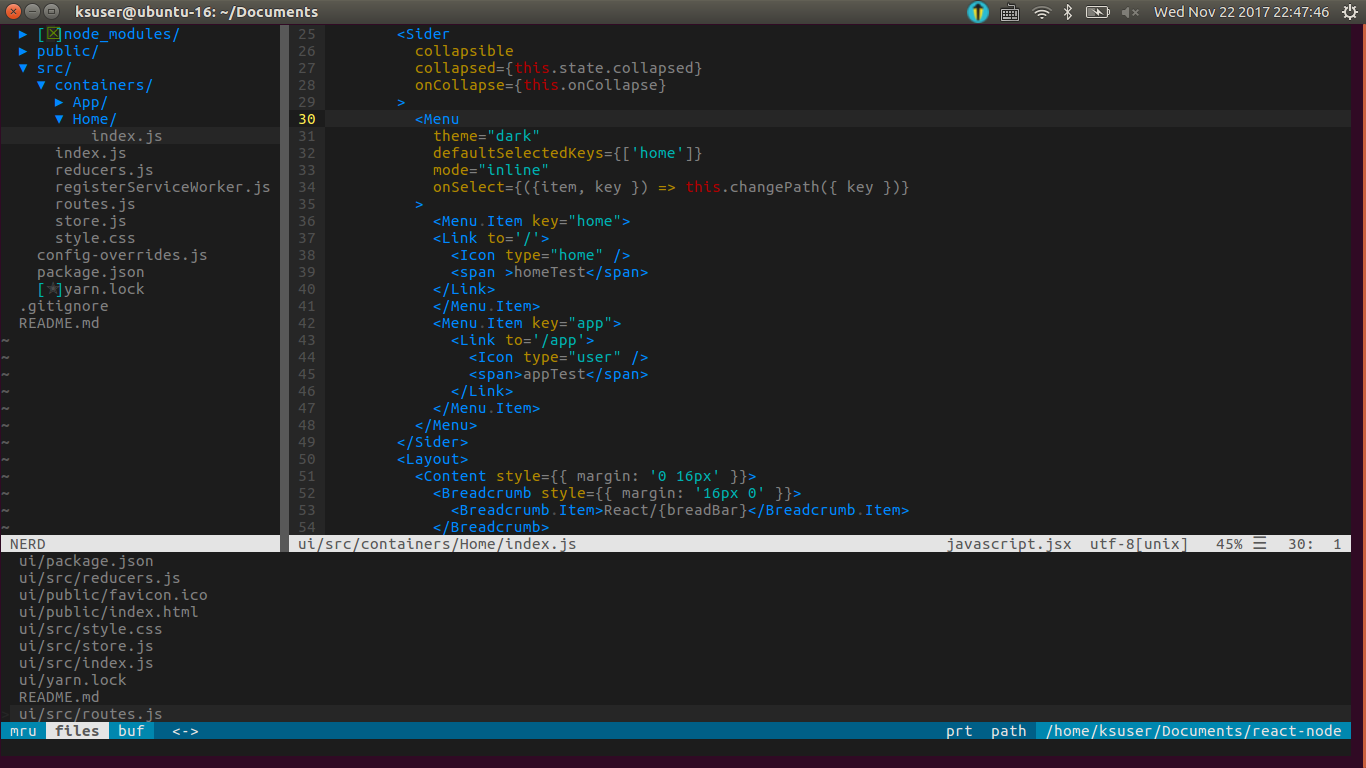 ksuser@ubuntu-16: ~/Documents
Wed Nov 22 2017 22:47:46
▶ [☒]node_modules/
▶ public/
▼ src/
▼ containers/
▶ App/
▼ Home/
index.js
index.js
reducers.js
registerServiceWorker.js
routes.js
store.js
style.css
config-overrides.js
package.json
[★]yarn.lock
.gitignore
README.md
~
~
~
~
~
~
~
~
~
~
~
~
NERD
25 <Sider
26 collapsible
27 collapsed={this.state.collapsed}
28 onCollapse={this.onCollapse}
29 >
30 <Menu
31 theme="dark"
32 defaultSelectedKeys={['home']}
33 mode="inline"
34 onSelect={({item, key }) => this.changePath({ key })}
35 >
36 <Menu.Item key="home">
37 <Link to='/'>
38 <Icon type="home" />
39 <span >homeTest</span>
40 </Link>
41 </Menu.Item>
42 <Menu.Item key="app">
43 <Link to='/app'>
44 <Icon type="user" />
45 <span>appTest</span>
46 </Link>
47 </Menu.Item>
48 </Menu>
49 </Sider>
50 <Layout>
51 <Content style={{ margin: '0 16px' }}>
52 <Breadcrumb style={{ margin: '16px 0' }}>
53 <Breadcrumb.Item>React/{breadBar}</Breadcrumb.Item>
54 </Breadcrumb>
ui/src/containers/Home/index.js javascript.jsx utf-8[unix] 45% ☰ 30: 1
ui/package.json
ui/src/reducers.js
ui/public/favicon.ico
ui/public/index.html
ui/src/style.css
ui/src/store.js
ui/src/index.js
ui/yarn.lock
README.md
> ui/src/routes.js
mru files buf <-> prt path /home/ksuser/Documents/react-node